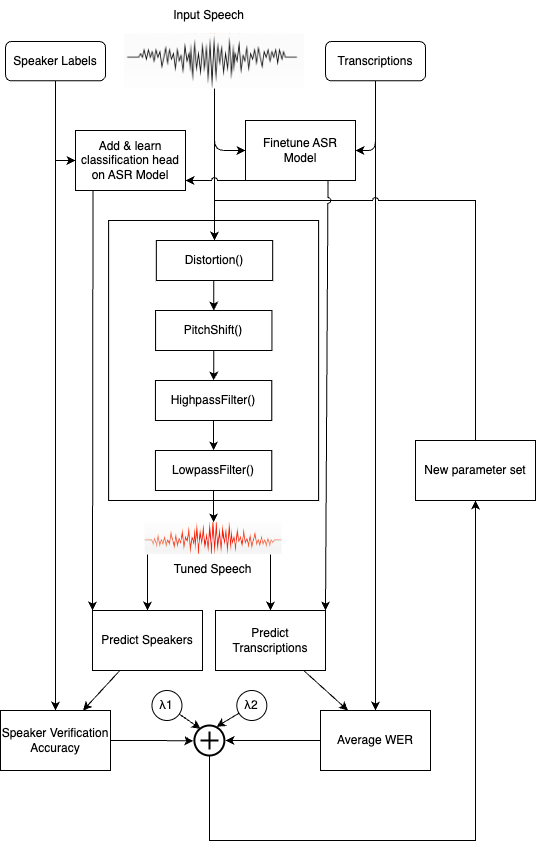 Input Speech
Speaker Labels
Transcriptions
Add & learn
classification head
on ASR Model
Finetune ASR
Model
Distortion()
PitchShift()
HighpassFilter()
LowpassFilter()
New parameter set
Tuned Speech
Predict Speakers
Predict
Transcriptions
λ1
λ2
Speaker Verification
Accuracy
Average WER